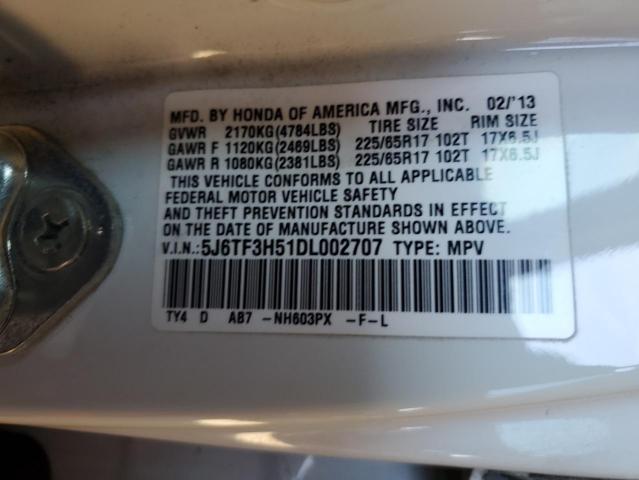 MFD. BY HONDA OF AMERICA MFG., INC. 02/'13
GVWR 2170KG(4784LBS) TIRE SIZE RIM SIZE
GAWR F 1120KG(2469LBS) 225/65R17 102T 17X6.5J
GAWR R 1080KG(2381LBS) 225/65R17 102T 17X6.5J
THIS VEHICLE CONFORMS TO ALL APPLICABLE
FEDERAL MOTOR VEHICLE SAFETY
AND THEFT PREVENTION STANDARDS IN EFFECT
ON THE DATE OF MANUFACTURE SHOWN ABOVE.
V.I.N.:5J6TF3H51DL002707 TYPE: MPV
TY4 D AB7 -NH603PX -F-L